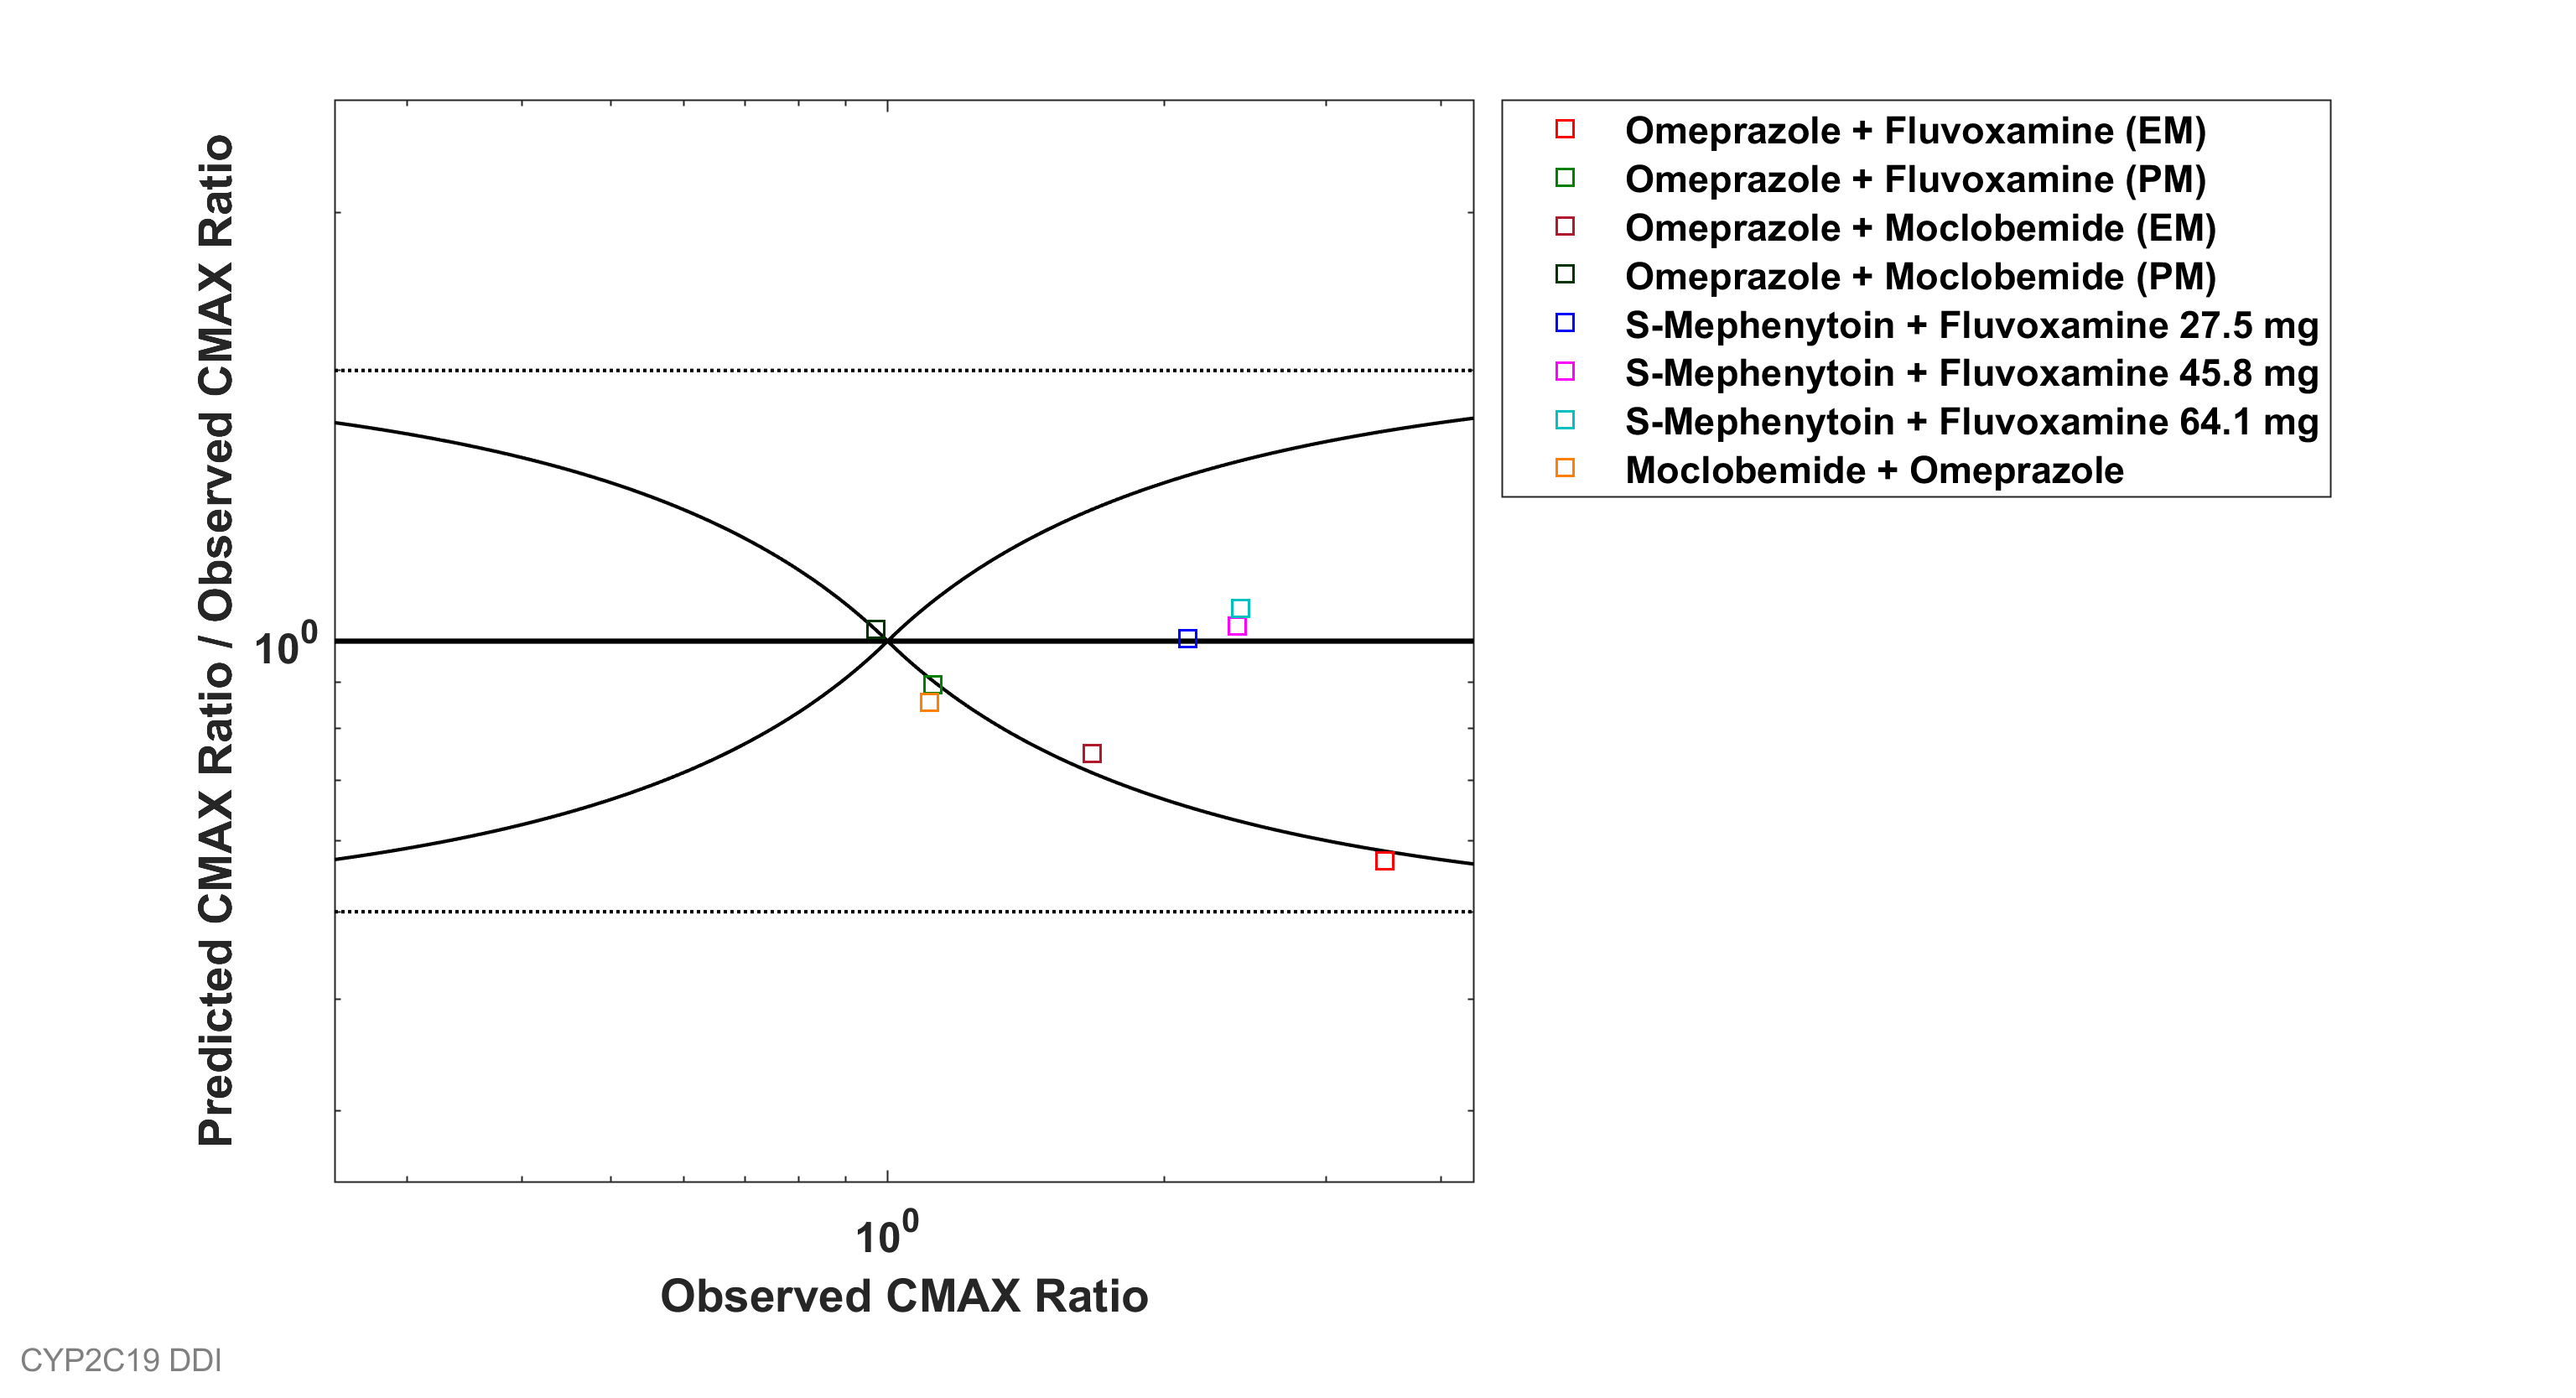 Predicted CMAX Ratio / Observed CMAX Ratio
10^0
10^0
Observed CMAX Ratio
Omeprazole + Fluvoxamine (EM)
Omeprazole + Fluvoxamine (PM)
Omeprazole + Moclobemide (EM)
Omeprazole + Moclobemide (PM)
S-Mephenytoin + Fluvoxamine 27.5 mg
S-Mephenytoin + Fluvoxamine 45.8 mg
S-Mephenytoin + Fluvoxamine 64.1 mg
Moclobemide + Omeprazole
CYP2C19 DDI